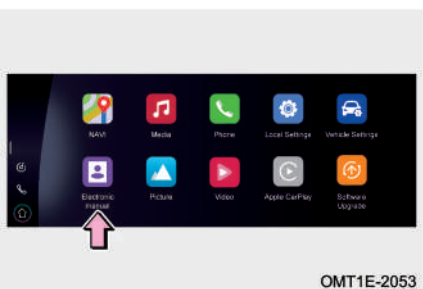 NAVI
Media
Phone
Local Settings
Vehicle Settings
Electronic
manual
Picture
Video
Apple CarPlay
Software
Upgrade
OMT1E-2053